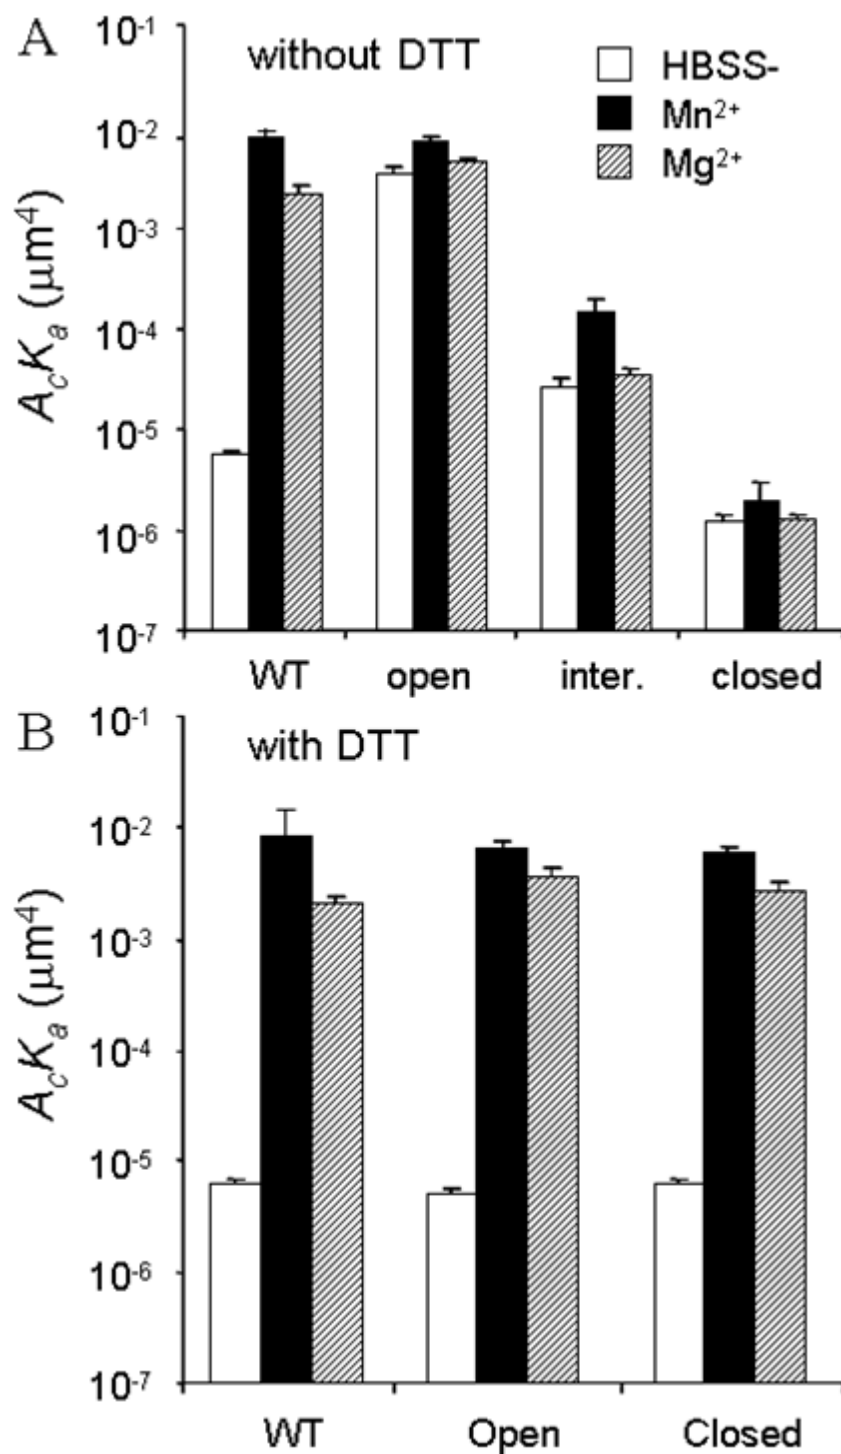 A
without DTT
HBSS-
Mn²⁺
Mg²⁺
AcKa (μm⁴)
10⁻¹
10⁻²
10⁻³
10⁻⁴
10⁻⁵
10⁻⁶
10⁻⁷
WT open inter. closed
B
with DTT
AcKa (μm⁴)
10⁻¹
10⁻²
10⁻³
10⁻⁴
10⁻⁵
10⁻⁶
10⁻⁷
WT Open Closed